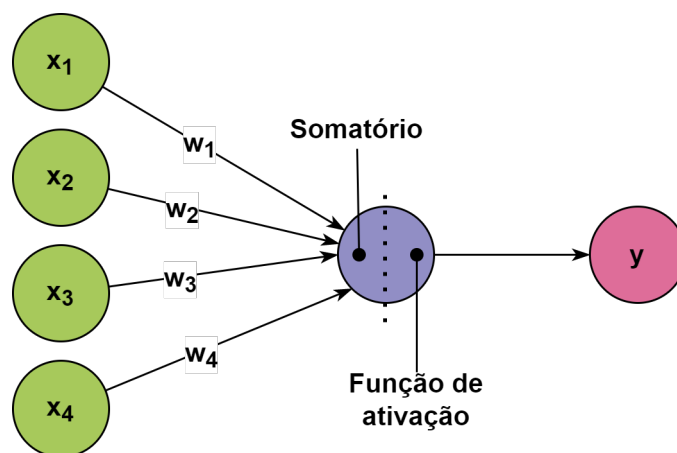 x1
w1
Somatório
x2
w2
y
x3
w3
w4
Função de
ativação
x4